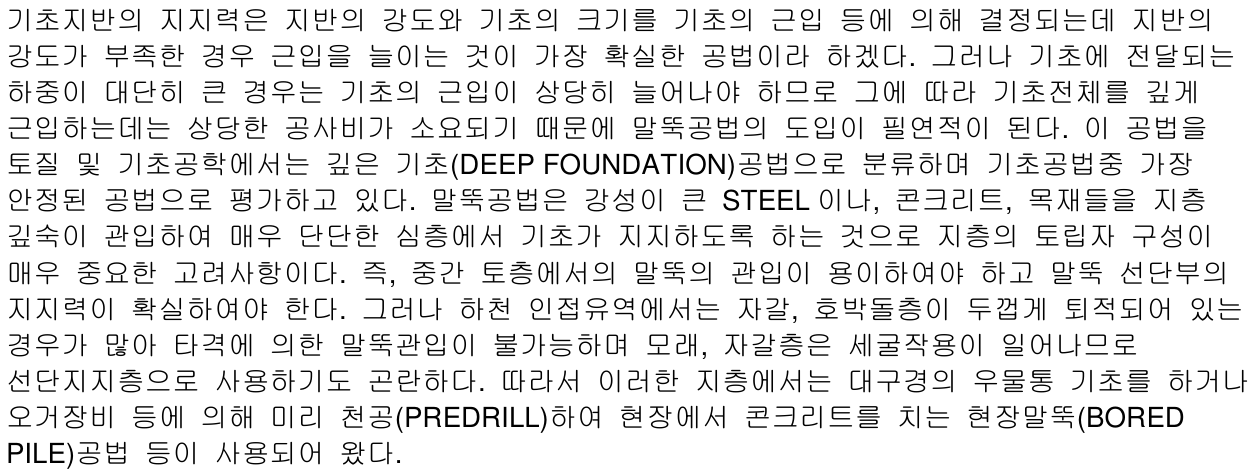 기초지반의 지지력은 지반의 강도와 기초의 크기를 기초의 근입 등에 의해 결정되는데 지반의
강도가 부족한 경우 근입을 늘이는 것이 가장 확실한 공법이라 하겠다. 그러나 기초에 전달되는
하중이 대단히 큰 경우는 기초의 근입이 상당히 늘어나야 하므로 그에 따라 기초전체를 깊게
근입하는데는 상당한 공사비가 소요되기 때문에 말뚝공법의 도입이 필연적이 된다. 이 공법을
토질 및 기초공학에서는 깊은 기초(DEEP FOUNDATION)공법으로 분류하며 기초공법중 가장
안정된 공법으로 평가하고 있다. 말뚝공법은 강성이 큰 STEEL이나, 콘크리트, 목재들을 지층
깊숙이 관입하여 매우 단단한 심층에서 기초가 지지하도록 하는 것으로 지층의 토립자 구성이
매우 중요한 고려사항이다. 즉, 중간 토층에서의 말뚝의 관입이 용이하여야 하고 말뚝 선단부의
지지력이 확실하여야 한다. 그러나 하천 인접유역에서는 자갈, 호박돌층이 두껍게 퇴적되어 있는
경우가 많아 타격에 의한 말뚝관입이 불가능하며 모래, 자갈층은 세굴작용이 일어나므로
선단지지층으로 사용하기도 곤란하다. 따라서 이러한 지층에서는 대구경의 우물통 기초를 하거나
오거장비 등에 의해 미리 천공(PREDRILL)하여 현장에서 콘크리트를 치는 현장말뚝(BORED
PILE)공법 등이 사용되어 왔다.